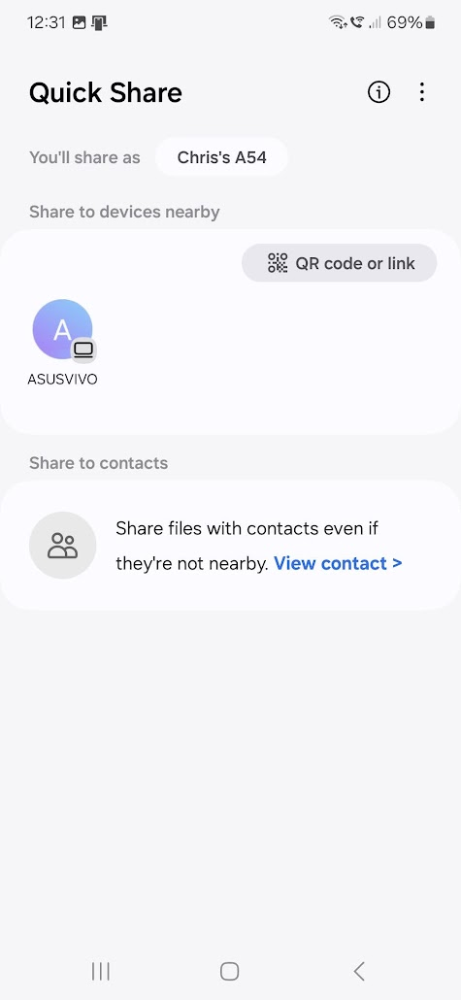 12:31
69%
Quick Share
You'll share as
Chris's A54
Share to devices nearby
QR code or link
A
ASUSVIVO
Share to contacts
Share files with contacts even if
they're not nearby. View contact >